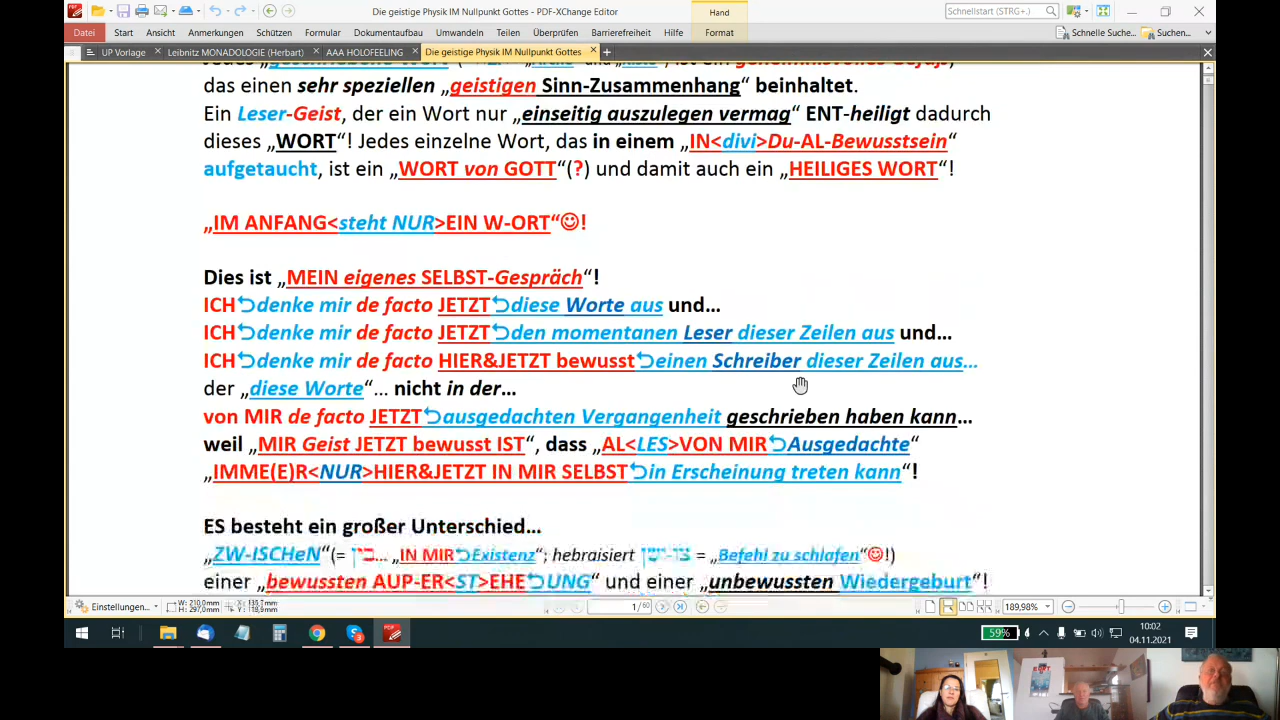 Die geistige Physik IM Nullpunkt Gottes - PDF-XChange Editor
Hand
Schnellstart (STRG+.)
Datei Start Ansicht Anmerkungen Schützen Formular Dokumentaufbau Umwandeln Teilen Überprüfen Barrierefreiheit Hilfe Format Schnelle Suche... Suchen...
UP Vorlage × Leibnitz MONADOLOGIE (Herbart) × AAA HOLOFEELING × Die geistige Physik IM Nullpunkt Gottes × +
das einen sehr speziellen „geistigen Sinn-Zusammenhang“ beinhaltet.
Ein Leser-Geist, der ein Wort nur „einseitig auszulegen vermag“ ENT-heiligt dadurch
dieses „WORT“! Jedes einzelne Wort, das in einem „IN<divi>Du-AL-Bewusstsein“
aufgetaucht, ist ein „WORT von GOTT“(?) und damit auch ein „HEILIGES WORT“!
„IM ANFANG<steht NUR>EIN W-ORT“☺!
Dies ist „MEIN eigenes SELBST-Gespräch“!
ICH⮌denke mir de facto JETZT⮌diese Worte aus und...
ICH⮌denke mir de facto JETZT⮌den momentanen Leser dieser Zeilen aus und...
ICH⮌denke mir de facto HIER&JETZT bewusst⮌einen Schreiber dieser Zeilen aus...
der „diese Worte“... nicht in der...
von MIR de facto JETZT⮌ausgedachten Vergangenheit geschrieben haben kann...
weil „MIR Geist JETZT bewusst IST“, dass „AL<LES>VON MIR⮌Ausgedachte“
„IMME(E)R<NUR>HIER&JETZT IN MIR SELBST⮌in Erscheinung treten kann“!
ES besteht ein großer Unterschied...
„ZW-ISCHeN“(= ... „IN MIR⮌Existenz“; hebraisiert = „Befehl zu schlafen“☺!)
einer „bewussten AUP-ER<ST>EHE⮌UNG“ und einer „unbewussten Wiedergeburt“!
Einstellungen... W: 210,0mm H: 297,0mm 1/60 189,98%
59% 10:02
04.11.2021